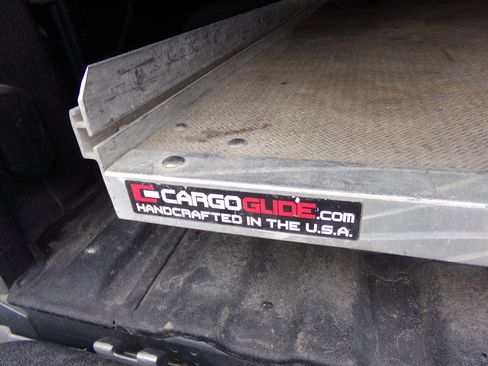 CARGOGLIDE.com
HANDCRAFTED IN THE U.S.A.